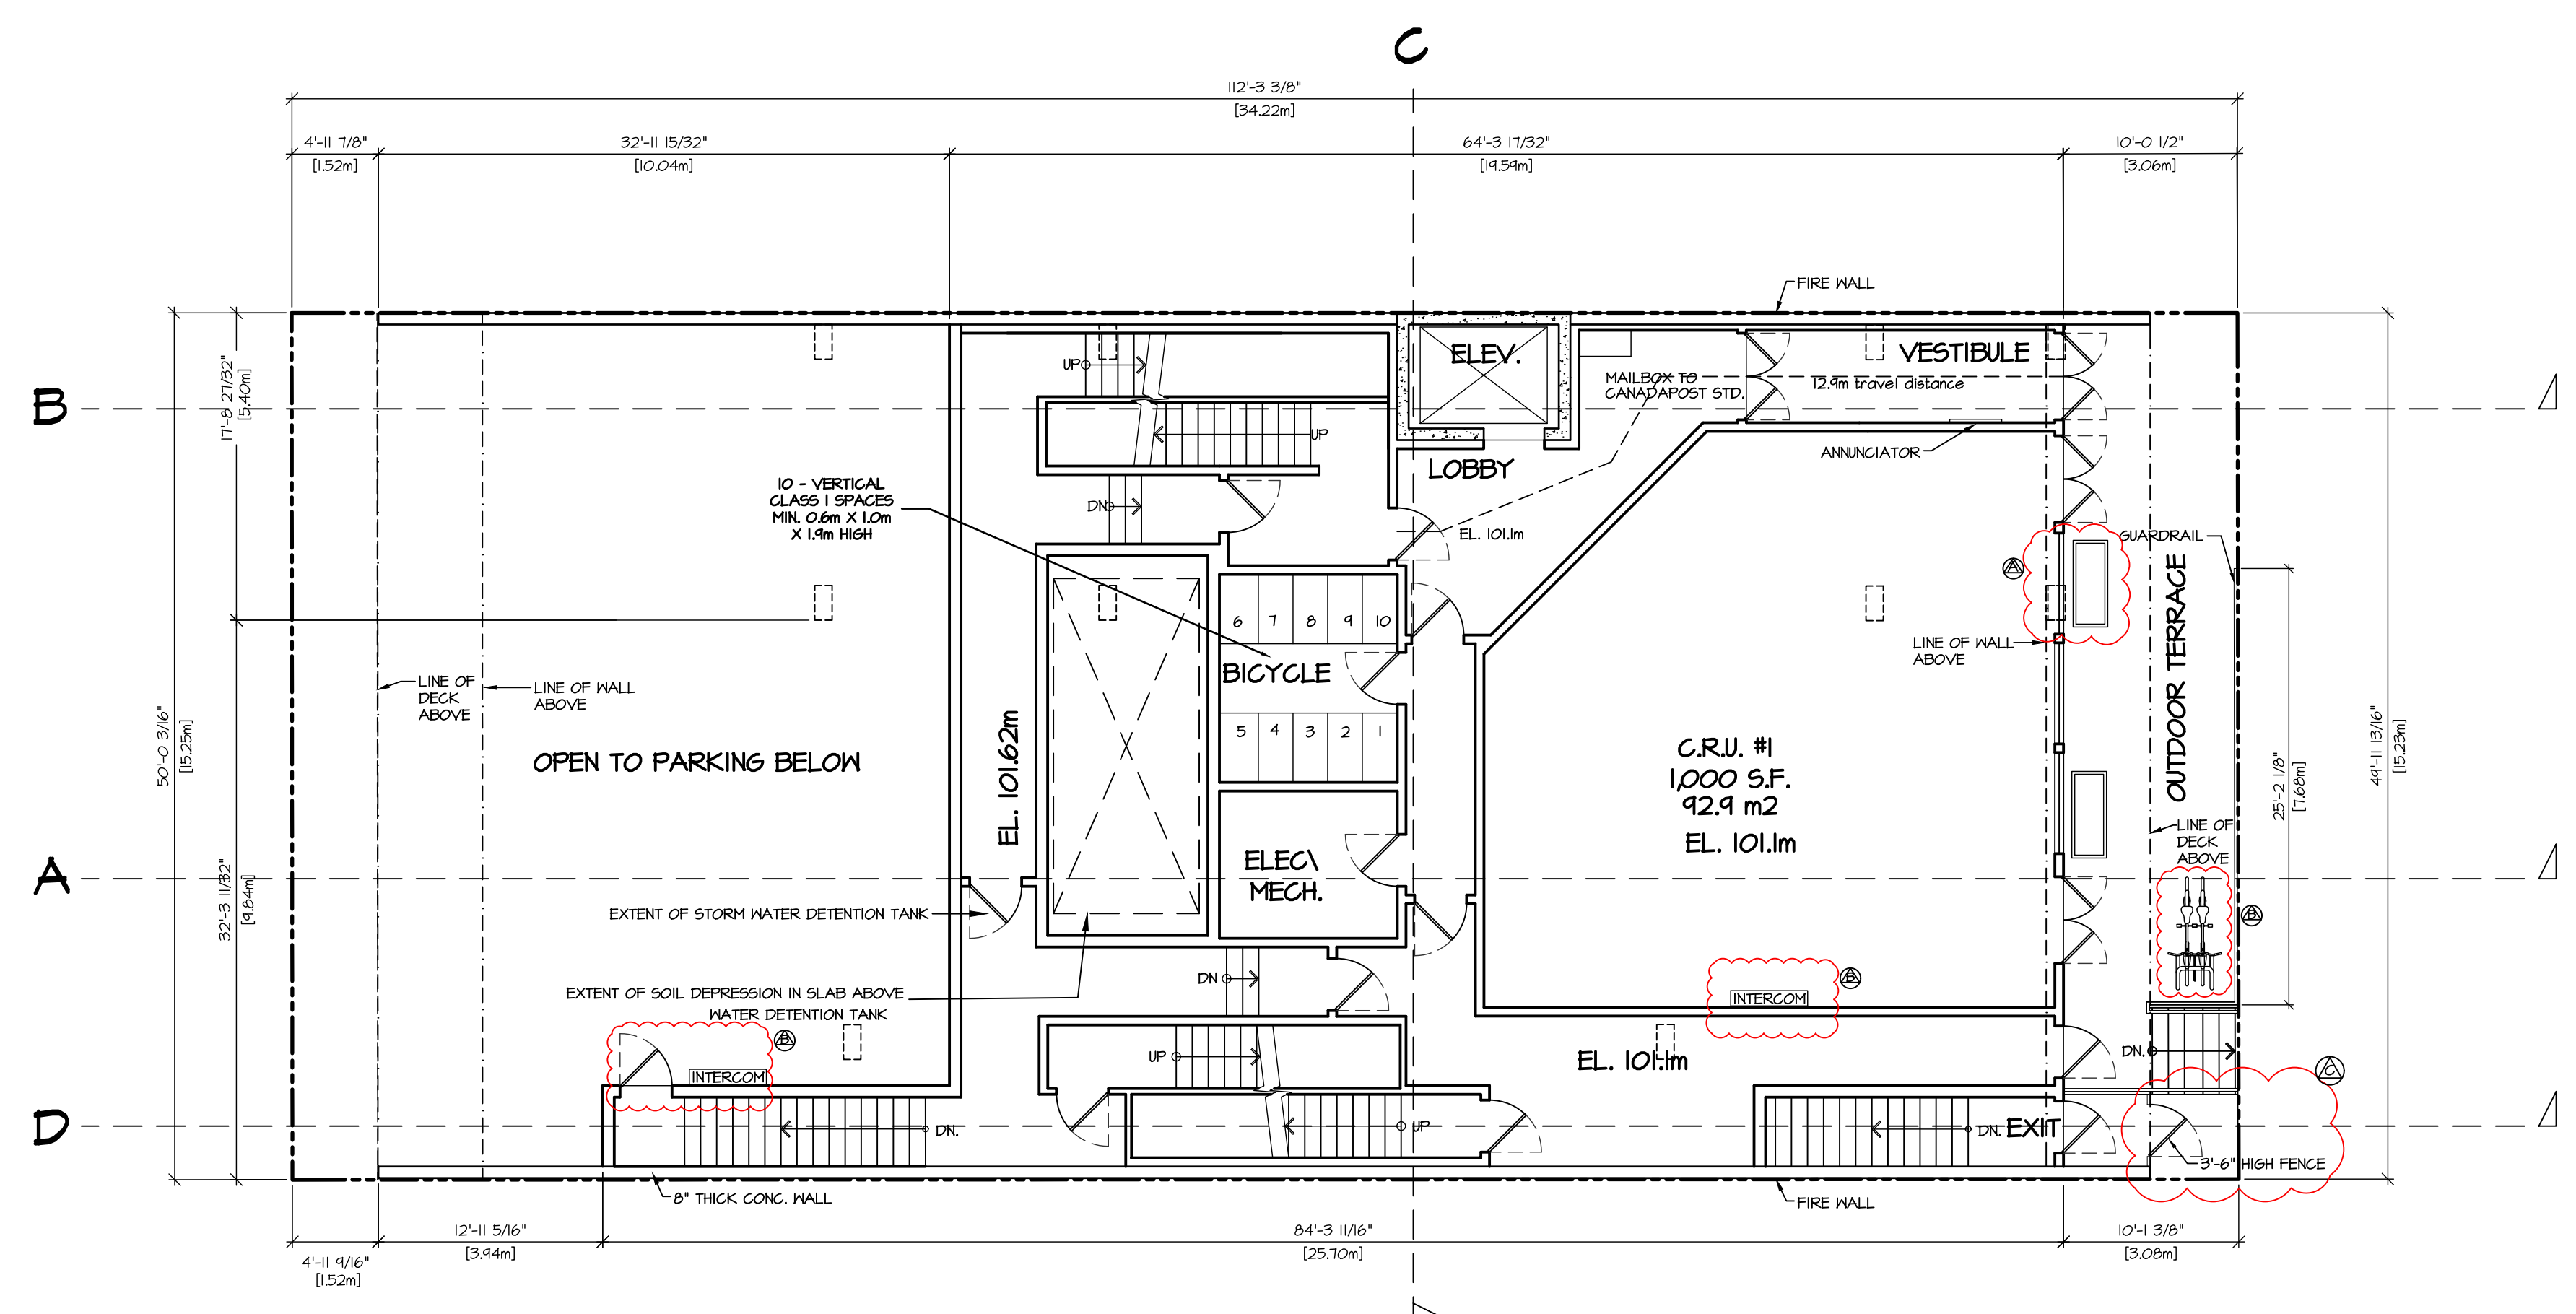 C
112'-3 3/8"
[34.22m]
4'-11 7/8"
[1.52m]
32'-11 15/32"
[10.04m]
64'-3 17/32"
[19.59m]
10'-0 1/2"
[3.06m]
FIRE WALL
B
17'-8 27/32"
[5.40m]
UP
UP
ELEV.
VESTIBULE
MAILBOX TO
CANADAPOST STD.
12.9m travel distance
ANNUNCIATOR
LOBBY
10 - VERTICAL
CLASS 1 SPACES
MIN. 0.6m X 1.0m
X 1.9m HIGH
DN
EL. 101.1m
GUARDRAIL
A
6 7 8 9 10
BICYCLE
5 4 3 2 1
LINE OF WALL
ABOVE
OUTDOOR TERRACE
LINE OF
DECK
ABOVE
LINE OF WALL
ABOVE
50'-0 3/16"
[15.25m]
OPEN TO PARKING BELOW
EL. 101.62m
C.R.U. #1
1,000 S.F.
92.9 m2
EL. 101.1m
25'-2 1/8"
[7.68m]
49'-11 13/16"
[15.23m]
LINE OF
DECK
ABOVE
A
32'-3 11/32"
[9.84m]
ELEC\
MECH.
EXTENT OF STORM WATER DETENTION TANK
B
DN
EXTENT OF SOIL DEPRESSION IN SLAB ABOVE
WATER DETENTION TANK
INTERCOM
B
B
INTERCOM
UP
EL. 101.1m
DN.
C
D
DN.
UP
DN. EXIT
3'-6" HIGH FENCE
8" THICK CONC. WALL
FIRE WALL
12'-11 5/16"
[3.94m]
84'-3 11/16"
[25.70m]
10'-1 3/8"
[3.08m]
4'-11 9/16"
[1.52m]